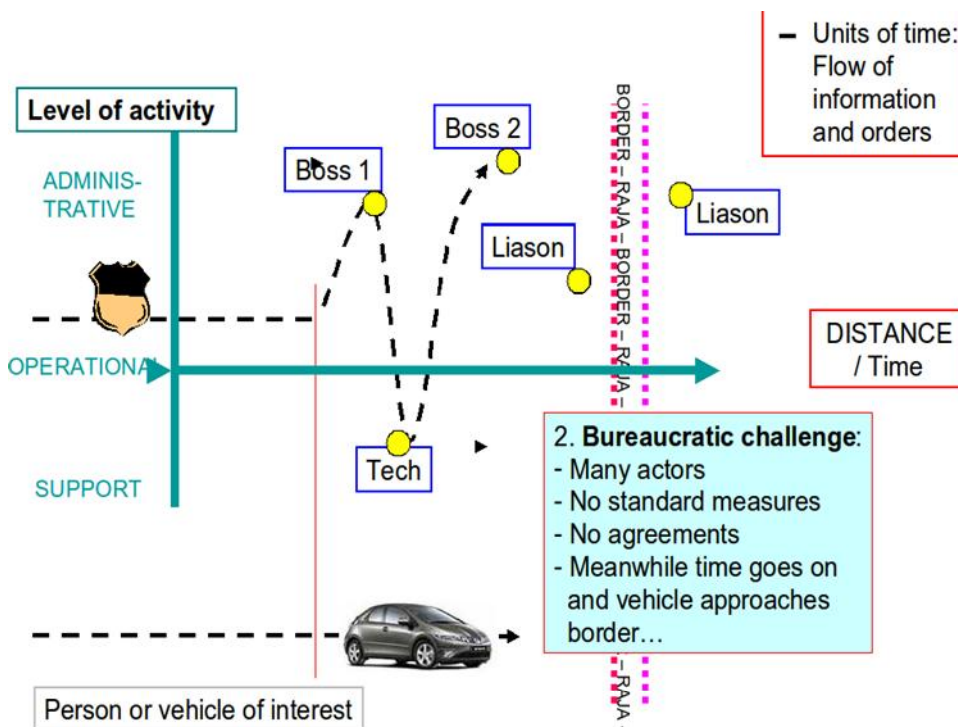 – Units of time:
Flow of
information
and orders
Level of activity
ADMINIS-
TRATIVE
Boss 1
Boss 2
Liason
Liason
BORDER – RAJA – BORDER – RAJA –
OPERATIONA
DISTANCE
/ Time
SUPPORT
Tech
2. Bureaucratic challenge:
- Many actors
- No standard measures
- No agreements
- Meanwhile time goes on
and vehicle approaches
border...
– RAJA
Person or vehicle of interest